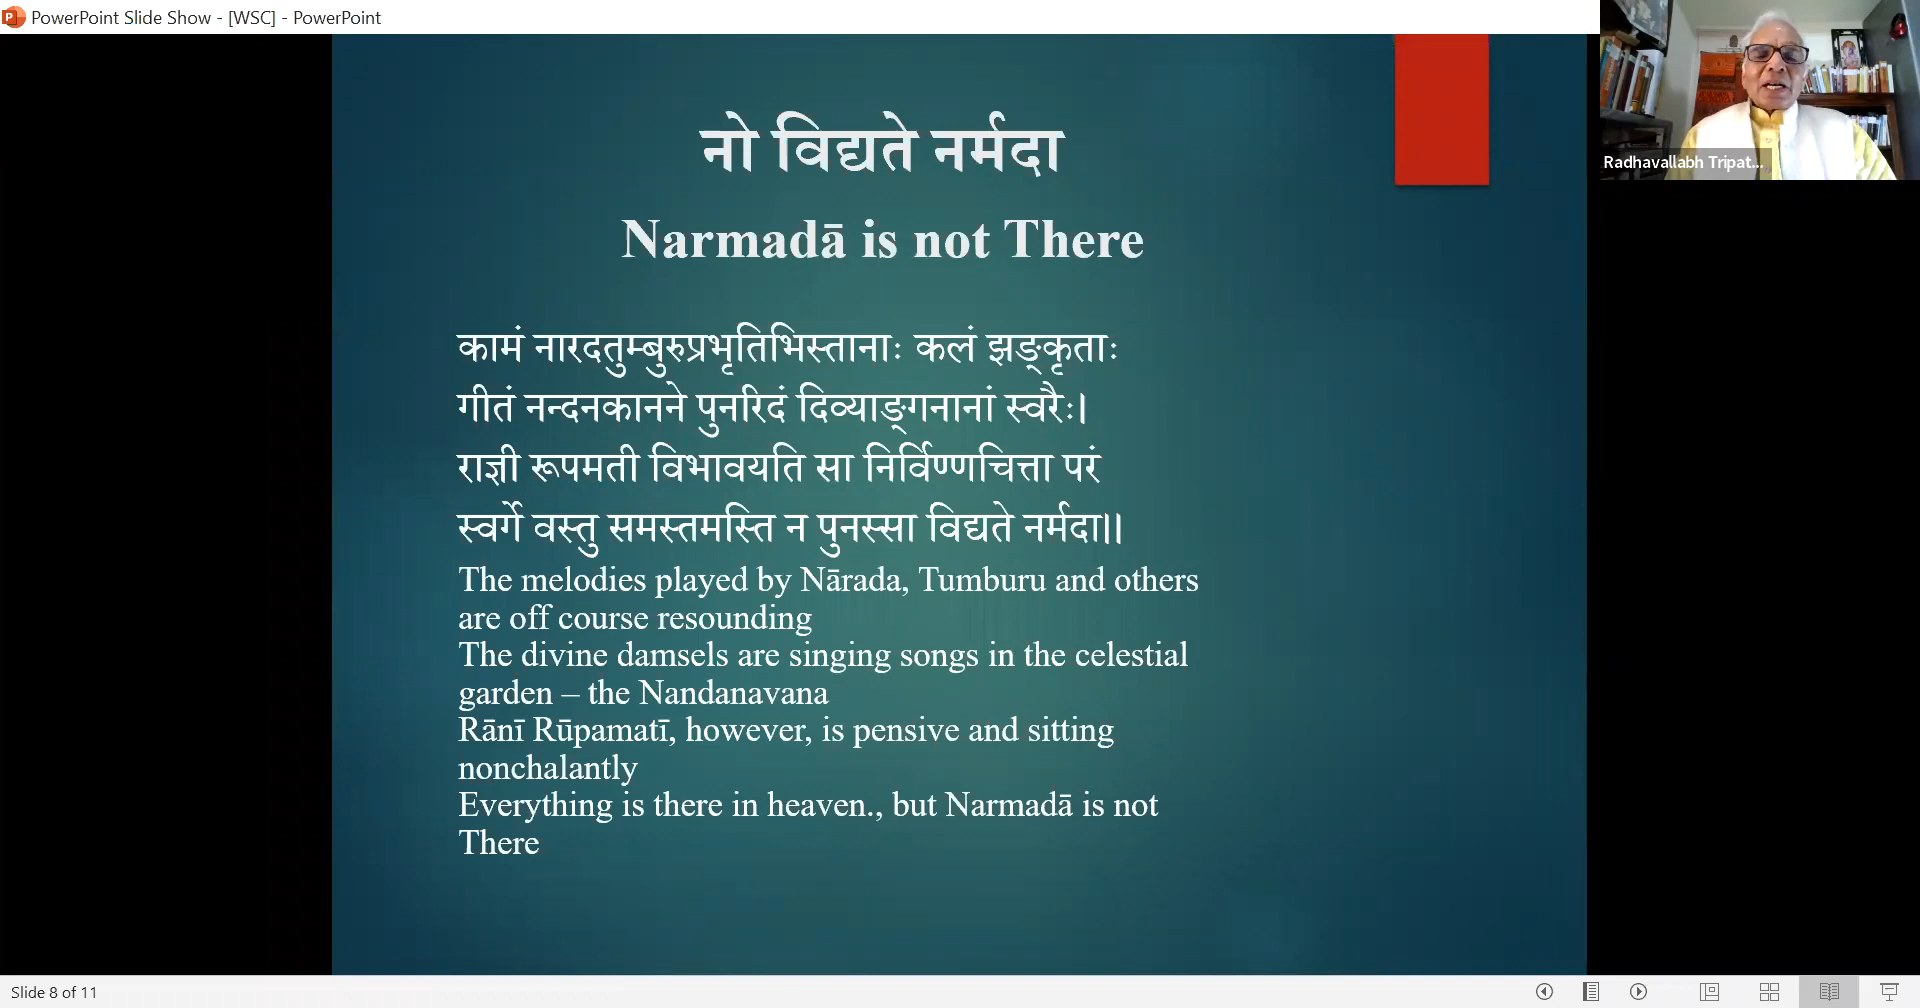 PowerPoint Slide Show - [WSC] - PowerPoint
Radhavallabh Tripat...
नो विद्यते नर्मदा
Narmadā is not There
कामं नारदतुम्बुरुप्रभृतिभिस्तानाः कलं झङ्कृताः
गीतं नन्दनकानने पुनरिदं दिव्याङ्गनानां स्वरैः।
राज्ञी रूपमती विभावयति सा निर्विण्णचित्ता परं
स्वर्गे वस्तु समस्तमस्ति न पुनस्सा विद्यते नर्मदा।।
The melodies played by Nārada, Tumburu and others
are off course resounding
The divine damsels are singing songs in the celestial
garden – the Nandanavana
Rānī Rūpamatī, however, is pensive and sitting
nonchalantly
Everything is there in heaven., but Narmadā is not
There
Slide 8 of 11